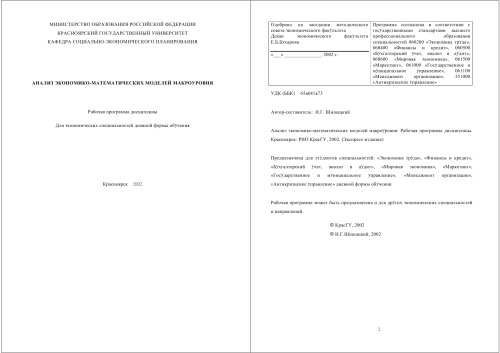 МИНИСТЕРСТВО ОБРАЗОВАНИЯ РОССИЙСКОЙ ФЕДЕРАЦИИ
КРАСНОЯРСКИЙ ГОСУДАРСТВЕННЫЙ УНИВЕРСИТЕТ
КАФЕДРА СОЦИАЛЬНО-ЭКОНОМИЧЕСКОГО ПЛАНИРОВАНИЯ
АНАЛИЗ ЭКОНОМИКО-МАТЕМАТИЧЕСКИХ МОДЕЛЕЙ МАКРОУРОВНЯ
Рабочая программа дисциплины
Для экономических специальностей дневной формы обучения
Красноярск 2002
Одобрено на заседании методического
совета экономического факультета
Декан экономического факультета
Е.Б.Бухарова
«___»________________ 2002 г.
Программа составлена в соответствии с
государственными стандартами высшего
профессионального образования
специальностей 060200 «Экономика труда»,
060400 «Финансы и кредит», 060500
«Бухгалтерский учет, анализ и аудит»,
060600 «Мировая экономика», 061500
«Маркетинг», 061000 «Государственное и
муниципальное управление», 061100
«Менеджмент организации», 351000
«Антикризисное управление».
УДК (ББК) 65в641я73
Автор-составитель: Н.Г. Шишацкий
Анализ экономико-математических моделей макроуровня: Рабочая программа дисциплины.
Красноярск: РИО КрасГУ, 2002. (Экспресс-издание)
Предназначена для студентов специальностей: «Экономика труда», «Финансы и кредит»,
«Бухгалтерский учет, анализ и аудит», «Мировая экономика», «Маркетинг»,
«Государственное и муниципальное управление», «Менеджмент организации»,
«Антикризисное управление» дневной формы обучения.
Рабочая программа может быть предназначена и для других экономических специальностей
и направлений.
© КрасГУ, 2002
© Н.Г.Шишацкий, 2002
2